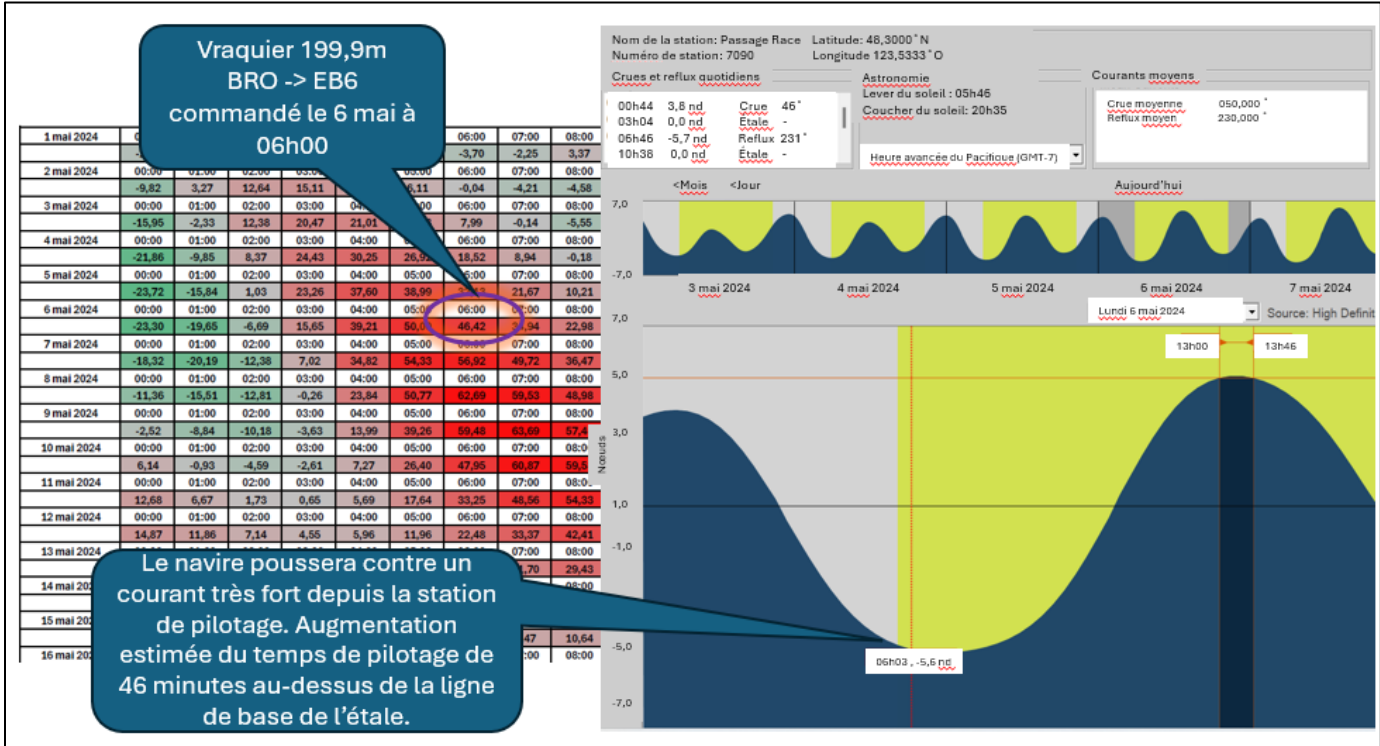 Vraquier 199,9m
BRO -> EB6
commandé le 6 mai à
06h00
1 mai 2024 06:00 07:00 08:00
-3,70 -2,25 3,37
2 mai 2024 00:00 01:00 02:00 06:00 07:00 08:00
-9,82 3,27 12,64 15,11 -0,04 -4,21 -4,58
3 mai 2024 00:00 01:00 02:00 03:00 06:00 07:00 08:00
-15,95 -2,33 12,38 20,47 21,01 7,99 -0,14 -5,55
4 mai 2024 00:00 01:00 02:00 03:00 04:00 06:00 07:00 08:00
-21,86 -9,85 8,37 24,43 30,25 18,52 8,94 -0,18
5 mai 2024 00:00 01:00 02:00 03:00 04:00 05:00 07:00 08:00
-23,72 -15,84 1,03 23,26 37,60 38,99 21,67 10,21
6 mai 2024 00:00 01:00 02:00 03:00 04:00 06:00 08:00
-23,30 -19,65 -6,69 15,65 39,21 46,42 22,98
7 mai 2024 00:00 01:00 02:00 03:00 04:00 05:00 07:00 08:00
-18,32 -20,19 -12,38 7,02 34,82 54,33 56,92 49,72 36,47
8 mai 2024 00:00 01:00 02:00 03:00 04:00 05:00 06:00 07:00 08:00
-11,36 -15,51 -12,81 -0,26 23,84 50,77 62,69 59,53 48,98
9 mai 2024 00:00 01:00 02:00 03:00 04:00 05:00 06:00 07:00 08:00
-2,52 -8,84 -10,18 -3,63 13,99 39,26 59,48 63,69
10 mai 2024 00:00 01:00 02:00 03:00 04:00 05:00 06:00 07:00
6,14 -0,93 -4,59 -2,61 7,27 26,40 47,95 60,87
11 mai 2024 00:00 01:00 02:00 03:00 04:00 05:00 06:00 07:00
12,68 6,67 1,73 0,65 5,69 17,64 33,25 48,56 54,33
12 mai 2024 00:00 01:00 02:00 03:00 04:00 05:00 06:00 07:00 08:00
14,87 11,86 7,14 4,55 5,96 11,96 22,48 33,37 42,41
13 mai 2024 07:00 08:00
29,43
08:00
10,64
08:00
Le navire poussera contre un
courant très fort depuis la station
de pilotage. Augmentation
estimée du temps de pilotage de
46 minutes au-dessus de la ligne
de base de l'étale.
Nom de la station: Passage Race Latitude: 48,3000°N
Numéro de station: 7090 Longitude 123,5333°O
Crues et reflux quotidiens
00h44 3,8 nd Crue 46°
03h04 0,0 nd Étale -
06h46 -5,7 nd Reflux 231°
10h38 0,0 nd Étale -
Astronomie
Lever du soleil : 05h46
Coucher du soleil: 20h35
Heure avancée du Pacifique (GMT-7)
Courants moyens
Crue moyenne 050,000 °
Reflux moyen 230,000 °
<Mois <Jour Aujourd'hui
7,0
-7,0
3 mai 2024 4 mai 2024 5 mai 2024 6 mai 2024 7 mai 2024
Lundi 6 mai 2024 Source: High Definit
7,0
13h00 13h46
5,0
3,0
Nœuds
1,0
-1,0
-5,0
06h03 , -5,6 nd
-7,0